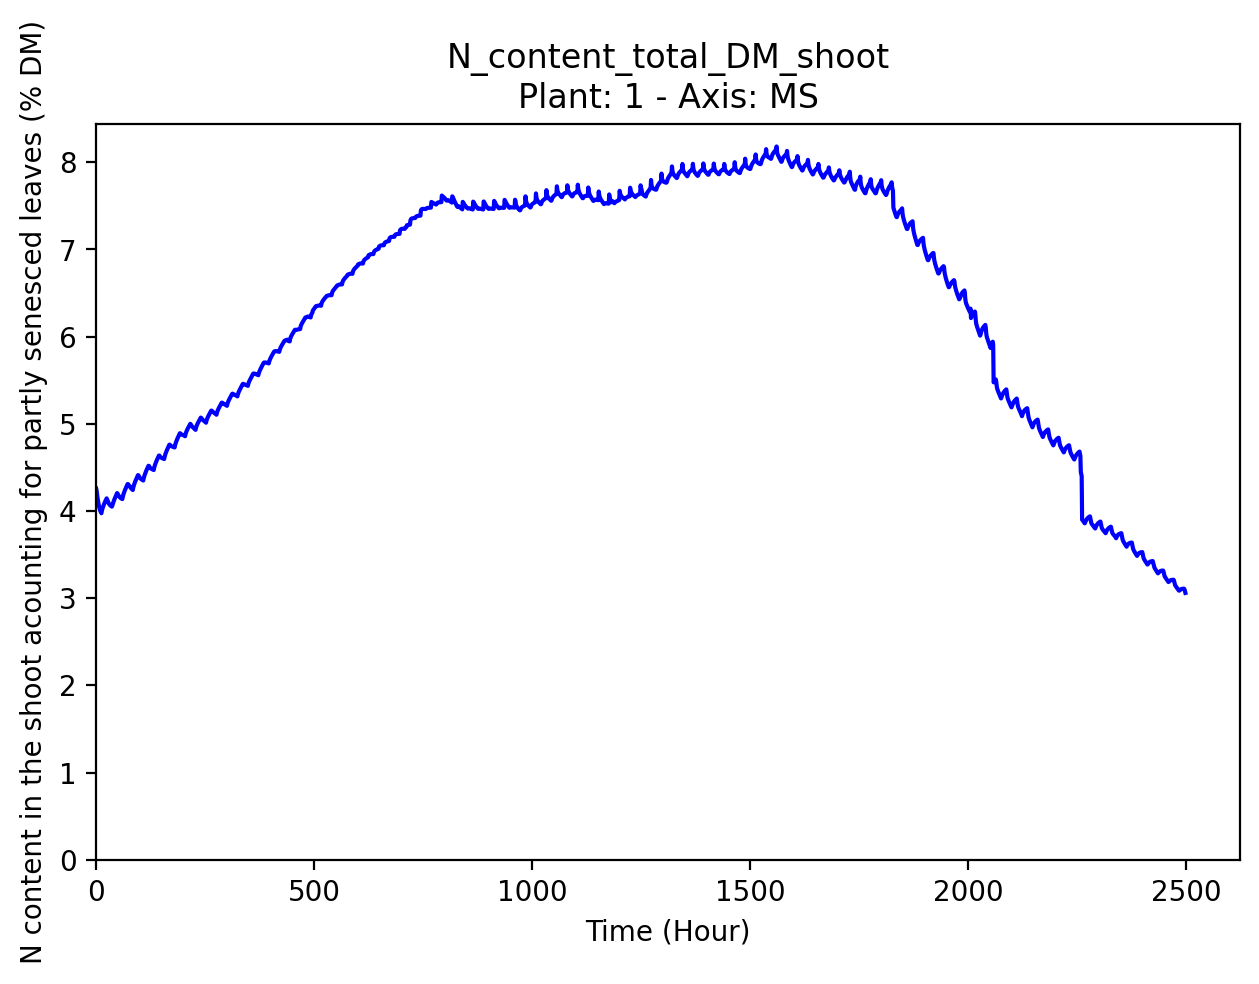 N_content_total_DM_shoot
Plant: 1 - Axis: MS
N content in the shoot acounting for partly senesced leaves (% DM)
8
7
6
5
4
3
2
1
0
0 500 1000 1500 2000 2500
Time (Hour)